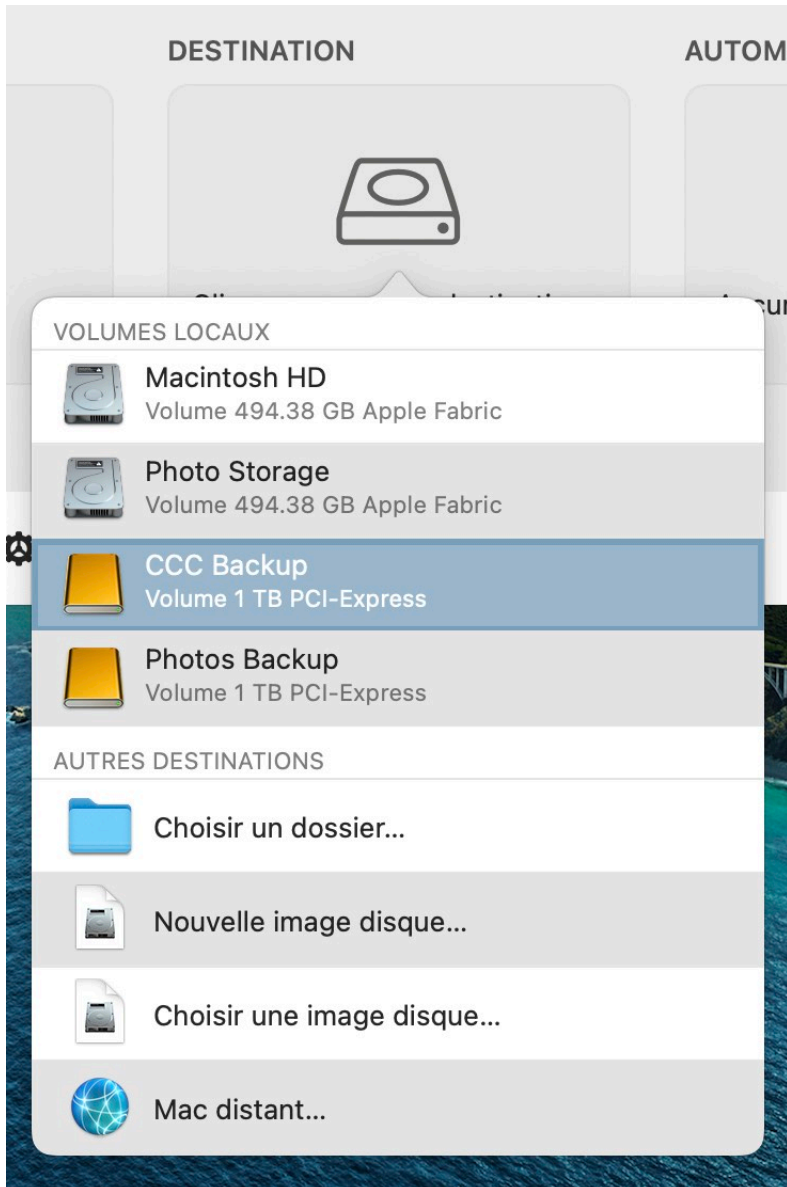 DESTINATION
AUTOM
VOLUMES LOCAUX
Macintosh HD
Volume 494.38 GB Apple Fabric
Photo Storage
Volume 494.38 GB Apple Fabric
CCC Backup
Volume 1 TB PCI-Express
Photos Backup
Volume 1 TB PCI-Express
AUTRES DESTINATIONS
Choisir un dossier...
Nouvelle image disque...
Choisir une image disque...
Mac distant...